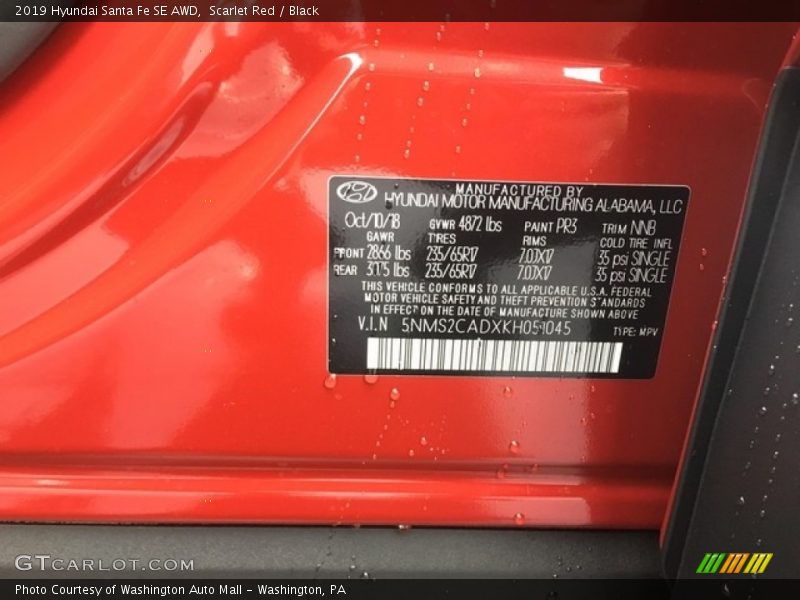 2019 Hyundai Santa Fe SE AWD, Scarlet Red / Black
MANUFACTURED BY
HYUNDAI MOTOR MANUFACTURING ALABAMA, LLC
Oct/10/18 GVWR 4872 lbs PAINT PR3 TRIM NNB
GAWR TIRES RIMS COLD TIRE INFL
FRONT 2866 lbs 235/65R17 7.0JX17 35 psi SINGLE
REAR 3175 lbs 235/65R17 7.0JX17 35 psi SINGLE
THIS VEHICLE CONFORMS TO ALL APPLICABLE U.S.A. FEDERAL
MOTOR VEHICLE SAFETY AND THEFT PREVENTION STANDARDS
IN EFFECT ON THE DATE OF MANUFACTURE SHOWN ABOVE
V.I.N 5NMS2CADXKH051045 TYPE: MPV
GTCARLOT.COM
Photo Courtesy of Washington Auto Mall - Washington, PA